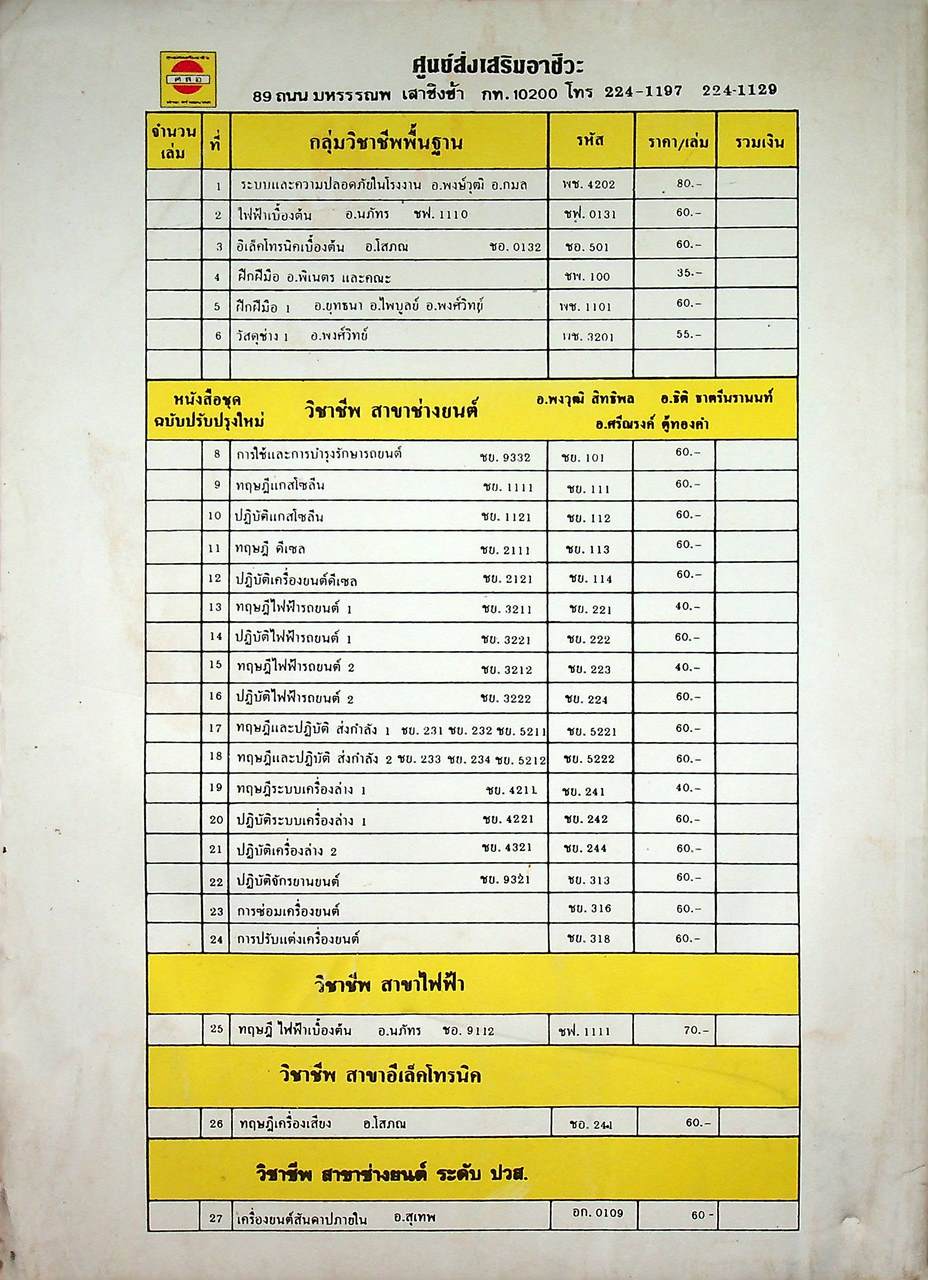 ศ ส อ
ศูนย์ส่งเสริมอาชีวะ
89 ถนน มหรรรณพ เสาชิงช้า กท. 10200 โทร 224-1197 224-1129
จำนวนเล่ม ที่ กลุ่มวิชาชีพพื้นฐาน รหัส ราคา/เล่ม รวมเงิน
1 ระบบและความปลอดภัยในโรงงาน อ.พงษ์วุฒิ อ.กมล พช. 4202 80.–
2 ไฟฟ้าเบื้องต้น อ.นภัทร ชฟ. 1110 ชฟ. 0131 60.–
3 อิเล็คโทรนิคเบื้องต้น อ.โสภณ ชอ. 0132 ชอ. 501 60.–
4 ฝึกฝีมือ อ.พิเนตร และคณะ ชพ. 100 35.–
5 ฝึกฝีมือ 1 อ.ยุทธนา อ.ไพบูลย์ อ.พงศ์วิทย์ พช. 1101 60.–
6 วัสดุช่าง 1 อ.พงศ์วิทย์ พช. 3201 55.–
หนังสือชุด
ฉบับปรับปรุงใหม่
วิชาชีพ สาขาช่างยนต์
อ.พงวุฒิ สิทธิพล อ.ธิติ ธาตรีนรานนท์
อ.ศรีณรงค์ ตู้ทองคำ
8 การใช้และการบำรุงรักษารถยนต์ ชย. 9332 ชย. 101 60.–
9 ทฤษฎีแกสโซลีน ชย. 1111 ชย. 111 60.–
10 ปฏิบัติแกสโซลีน ชย. 1121 ชย. 112 60.–
11 ทฤษฎี ดีเซล ชย. 2111 ชย. 113 60.–
12 ปฏิบัติเครื่องยนต์ดีเซล ชย. 2121 ชย. 114 60.–
13 ทฤษฎีไฟฟ้ารถยนต์ 1 ชย. 3211 ชย. 221 40.–
14 ปฏิบัติไฟฟ้ารถยนต์ 1 ชย. 3221 ชย. 222 60.–
15 ทฤษฎีไฟฟ้ารถยนต์ 2 ชย. 3212 ชย. 223 40.–
16 ปฏิบัติไฟฟ้ารถยนต์ 2 ชย. 3222 ชย. 224 60.–
17 ทฤษฎีและปฏิบัติ ส่งกำลัง 1 ชย. 231 ชย. 232 ชย. 5211 ชย. 5221 60.–
18 ทฤษฎีและปฏิบัติ ส่งกำลัง 2 ชย. 233 ชย. 234 ชย. 5212 ชย. 5222 60.–
19 ทฤษฎีระบบเครื่องล่าง 1 ชย. 4211 ชย. 241 40.–
20 ปฏิบัติระบบเครื่องล่าง 1 ชย. 4221 ชย. 242 60.–
21 ปฏิบัติเครื่องล่าง 2 ชย. 4321 ชย. 244 60.–
22 ปฏิบัติจักรยานยนต์ ชย. 9321 ชย. 313 60.–
23 การซ่อมเครื่องยนต์ ชย. 316 60.–
24 การปรับแต่งเครื่องยนต์ ชย. 318 60.–
วิชาชีพ สาขาไฟฟ้า
25 ทฤษฎี ไฟฟ้าเบื้องต้น อ.นภัทร ชอ. 9112 ชฟ. 1111 70.–
วิชาชีพ สาขาอีเล็คโทรนิค
26 ทฤษฎีเครื่องเสียง อ.โสภณ ชอ. 241 60.–
วิชาชีพ สาขาช่างยนต์ ระดับ ปวส.
27 เครื่องยนต์สันดาปภายใน อ.สุเทพ อก. 0109 60 –